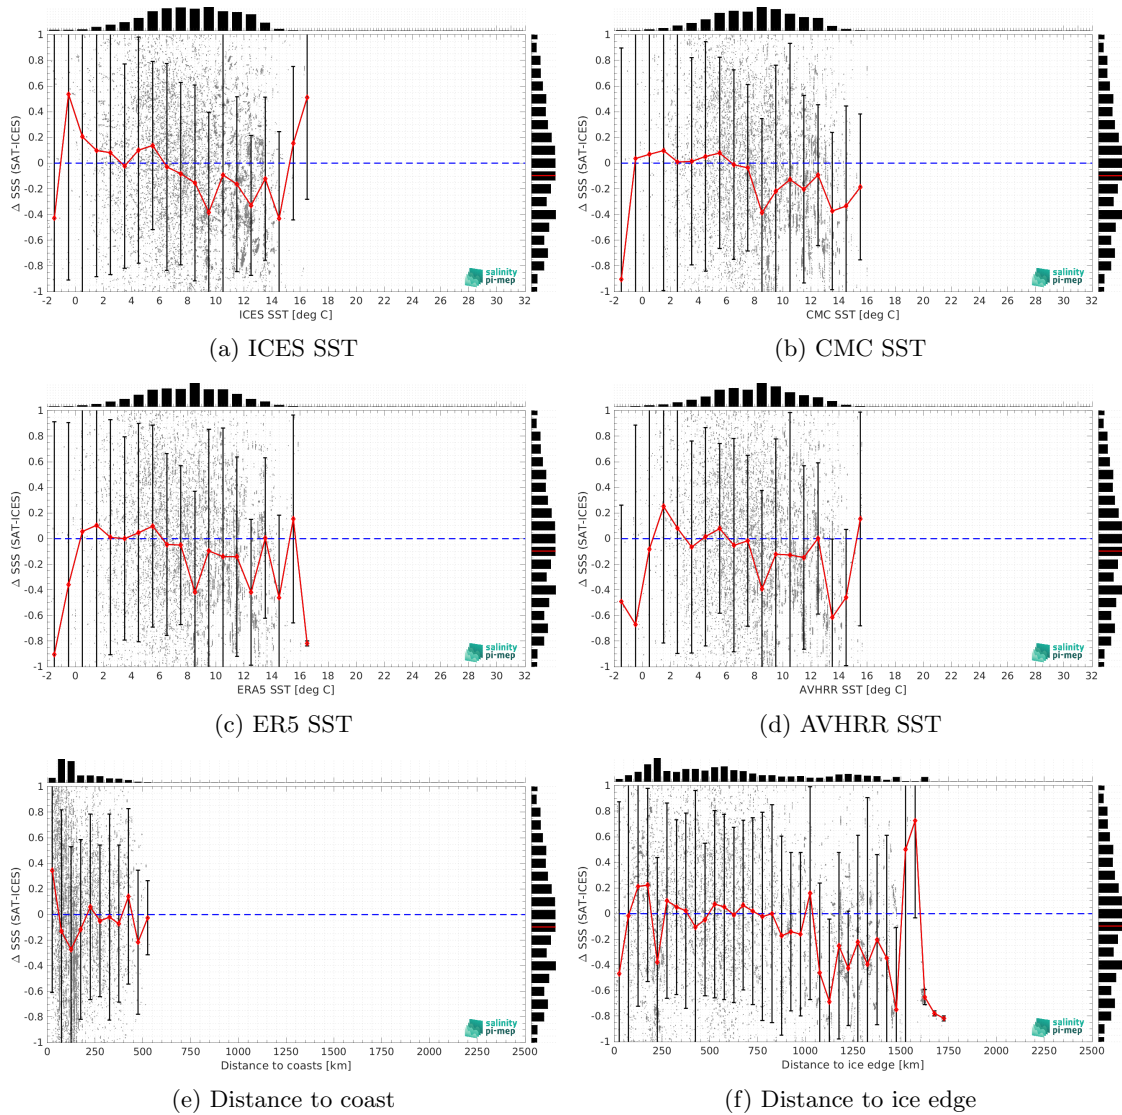 1
0.8
0.6
0.4
0.2
0
-0.2
-0.4
-0.6
-0.8
-1
Δ SSS (SAT-ICES)
salinity
pi-mep
-2 0 2 4 6 8 10 12 14 16 18 20 22 24 26 28 30 32
ICES SST [deg C]
(a) ICES SST
1
0.8
0.6
0.4
0.2
0
-0.2
-0.4
-0.6
-0.8
-1
Δ SSS (SAT-ICES)
salinity
pi-mep
-2 0 2 4 6 8 10 12 14 16 18 20 22 24 26 28 30 32
CMC SST [deg C]
(b) CMC SST
1
0.8
0.6
0.4
0.2
0
-0.2
-0.4
-0.6
-0.8
-1
Δ SSS (SAT-ICES)
salinity
pi-mep
-2 0 2 4 6 8 10 12 14 16 18 20 22 24 26 28 30 32
ERA5 SST [deg C]
(c) ER5 SST
1
0.8
0.6
0.4
0.2
0
-0.2
-0.4
-0.6
-0.8
-1
Δ SSS (SAT-ICES)
salinity
pi-mep
-2 0 2 4 6 8 10 12 14 16 18 20 22 24 26 28 30 32
AVHRR SST [deg C]
(d) AVHRR SST
1
0.8
0.6
0.4
0.2
0
-0.2
-0.4
-0.6
-0.8
-1
Δ SSS (SAT-ICES)
salinity
pi-mep
0 250 500 750 1000 1250 1500 1750 2000 2250 2500
Distance to coasts [km]
(e) Distance to coast
1
0.8
0.6
0.4
0.2
0
-0.2
-0.4
-0.6
-0.8
-1
Δ SSS (SAT-ICES)
salinity
pi-mep
0 250 500 750 1000 1250 1500 1750 2000 2250 2500
Distance to ice edge [km]
(f) Distance to ice edge